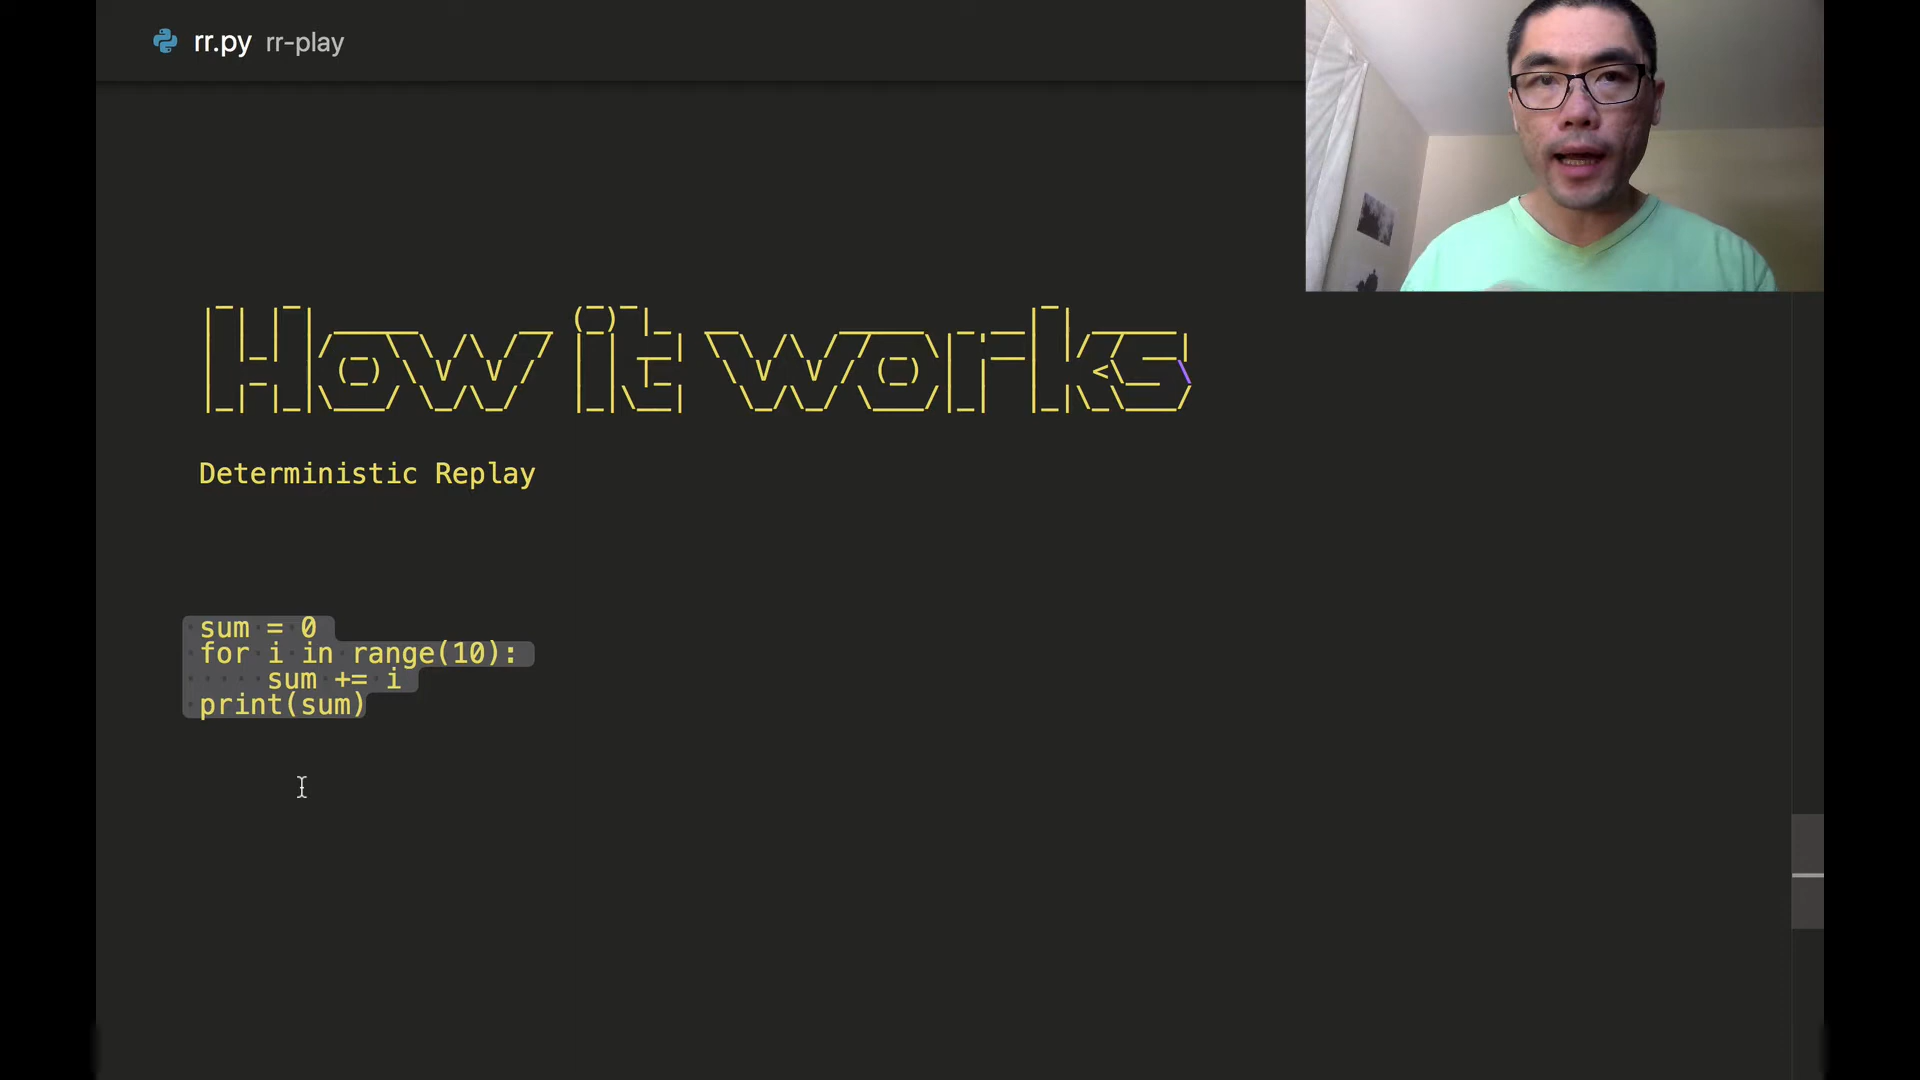 rr.py rr-play
How it works
Deterministic Replay
sum = 0
for i in range(10):
    sum += i
print(sum)